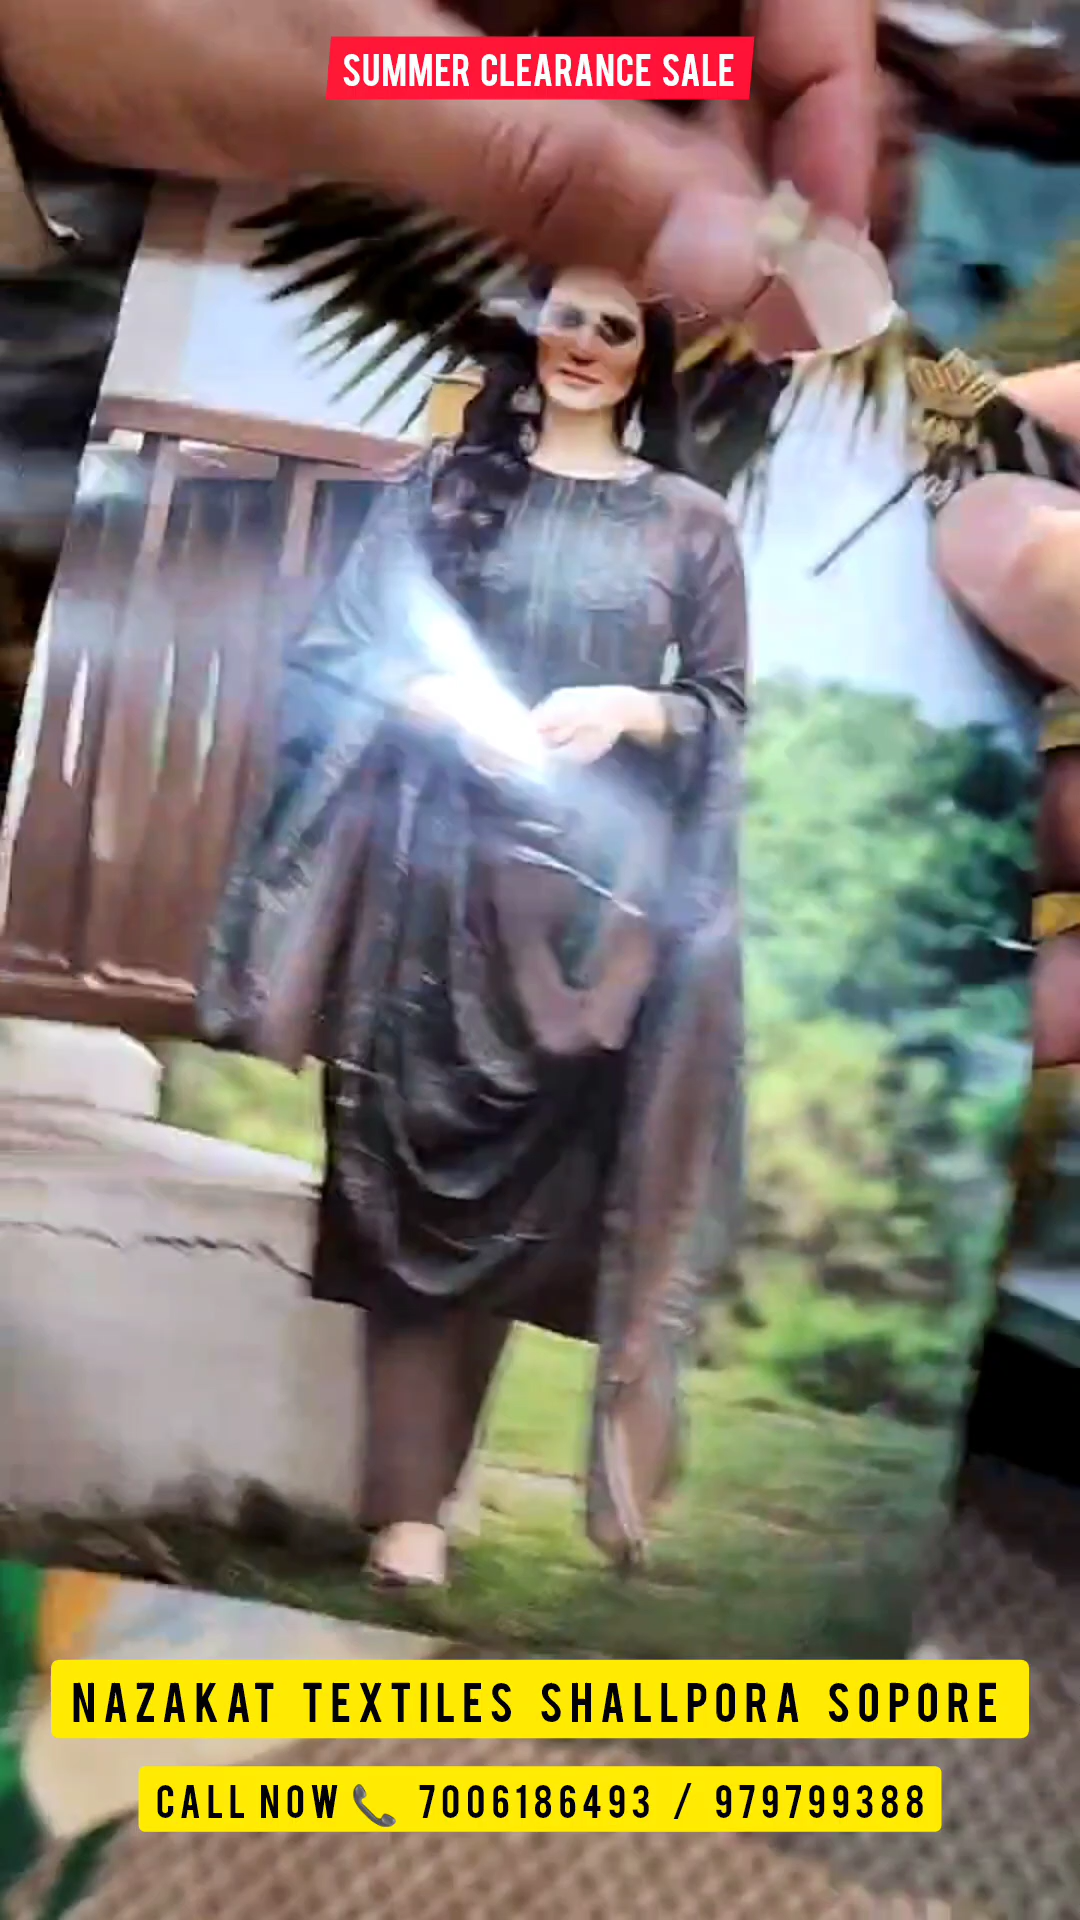 SUMMER CLEARANCE SALE
NAZAKAT TEXTILES SHALLPORA SOPORE
CALL NOW 7006186493 / 979799388